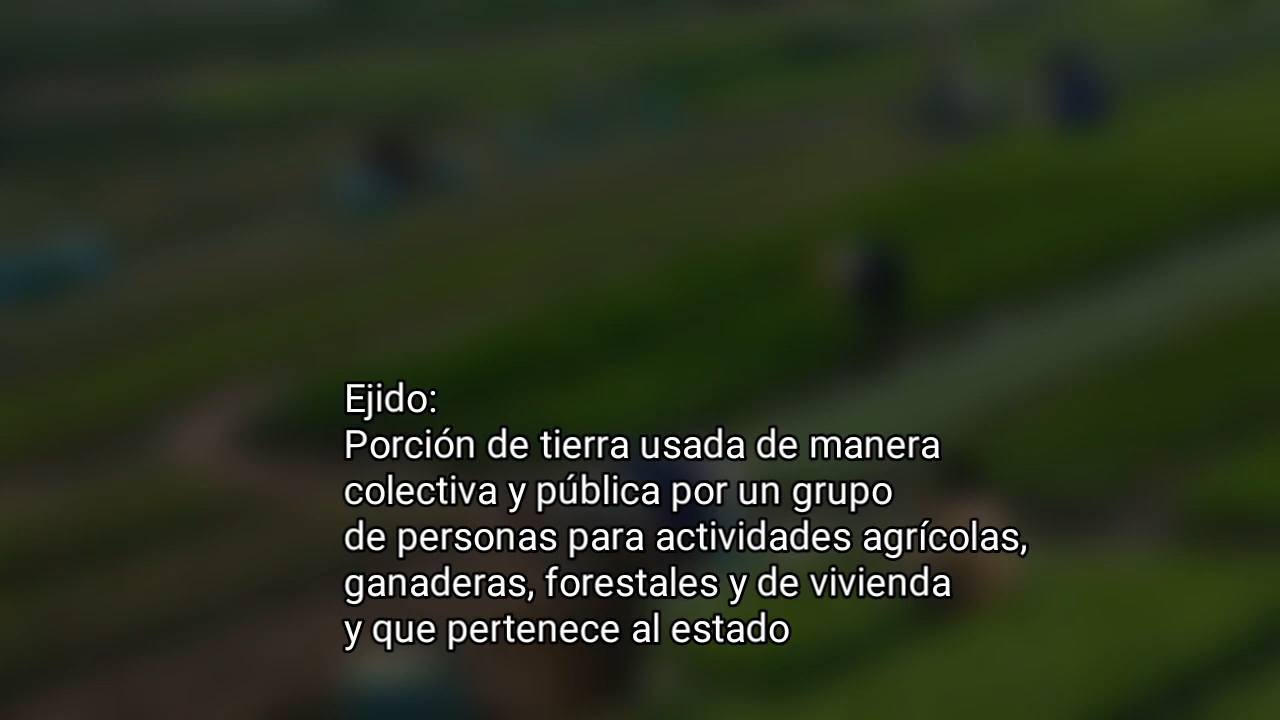 Ejido:
Porción de tierra usada de manera
colectiva y pública por un grupo
de personas para actividades agrícolas,
ganaderas, forestales y de vivienda
y que pertenece al estado